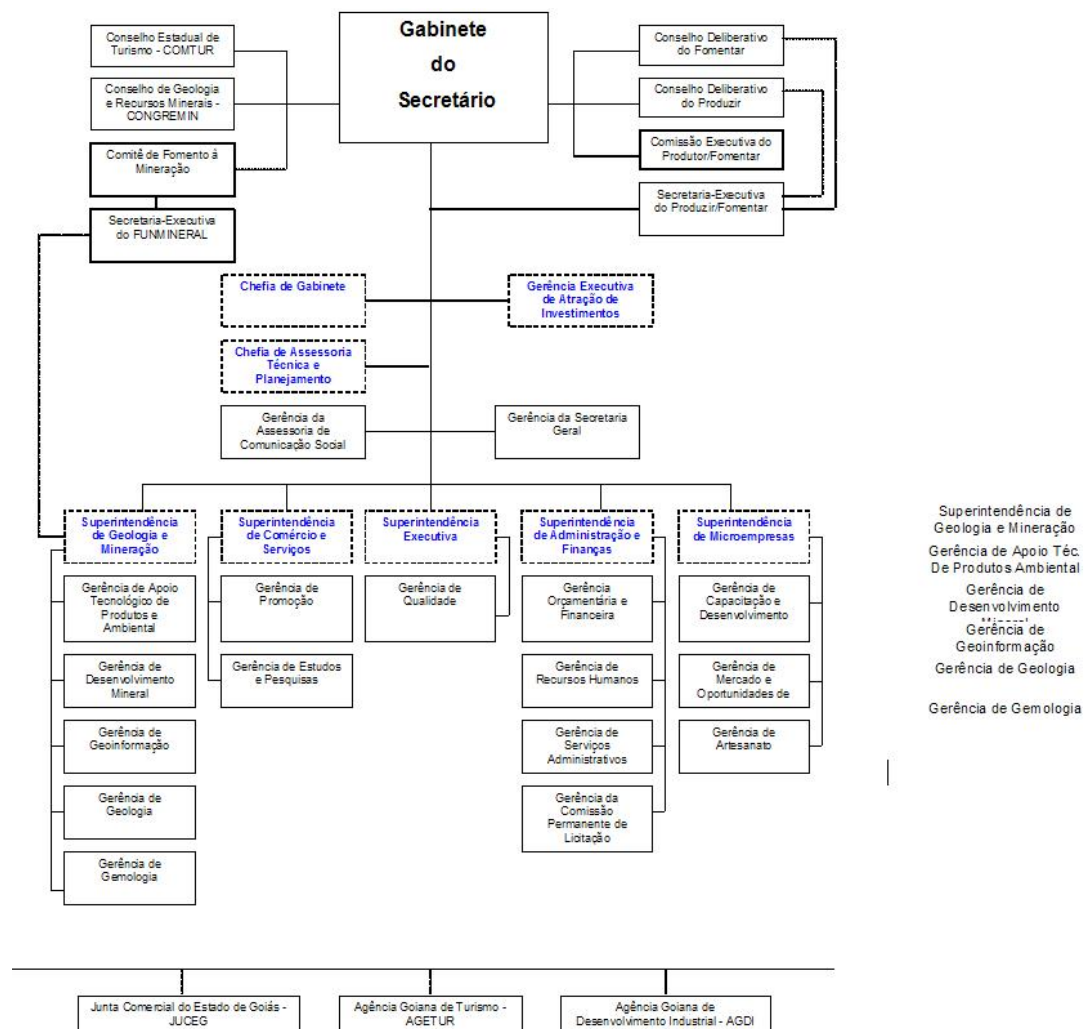 Gabinete
do
Secretário
Conselho Estadual de
Turismo - COMTUR
Conselho de Geologia
e Recursos Minerais -
CONGREMIN
Comitê de Fomento à
Mineração
Secretaria-Executiva
do FUNMINERAL
Conselho Deliberativo
do Fomentar
Conselho Deliberativo
do Produzir
Comissão Executiva do
Produtor/Fomentar
Secretaria-Executiva
do Produzir/Fomentar
Chefia de Gabinete
Gerência Executiva
de Atração de
Investimentos
Chefia de Assessoria
Técnica e
Planejamento
Gerência da
Assessoria de
Comunicação Social
Gerência da Secretaria
Geral
Superintendência
de Geologia e
Mineração
Gerência de Apoio
Tecnológico de
Produtos e
Ambiental
Gerência de
Desenvolvimento
Mineral
Gerência de
Geoinformação
Gerência de
Geologia
Gerência de
Gemologia
Superintendência
de Comércio e
Serviços
Gerência de
Promoção
Gerência de Estudos
e Pesquisas
Superintendência
Executiva
Gerência de
Qualidade
Superintendência
de Administração e
Finanças
Gerência
Orçamentária e
Financeira
Gerência de
Recursos Humanos
Gerência de
Serviços
Administrativos
Gerência da
Comissão
Permanente de
Licitação
Superintendência
de Microempresas
Gerência de
Capacitação e
Desenvolvimento
Gerência de
Mercado e
Oportunidades de
Gerência de
Artesanato
Superintendência de
Geologia e Mineração
Gerência de Apoio Téc.
De Produtos Ambiental
Gerência de
Desenvolvimento
Gerência de
Geoinformação
Gerência de Geologia
Gerência de Gemologia
Junta Comercial do Estado de Goiás -
JUCEG
Agência Goiana de Turismo -
AGETUR
Agência Goiana de
Desenvolvimento Industrial - AGDI